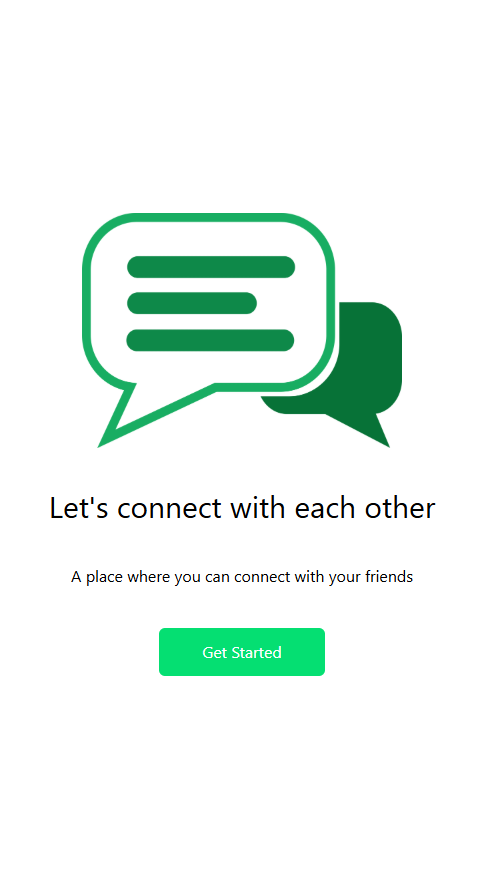 Let's connect with each other
A place where you can connect with your friends
Get Started